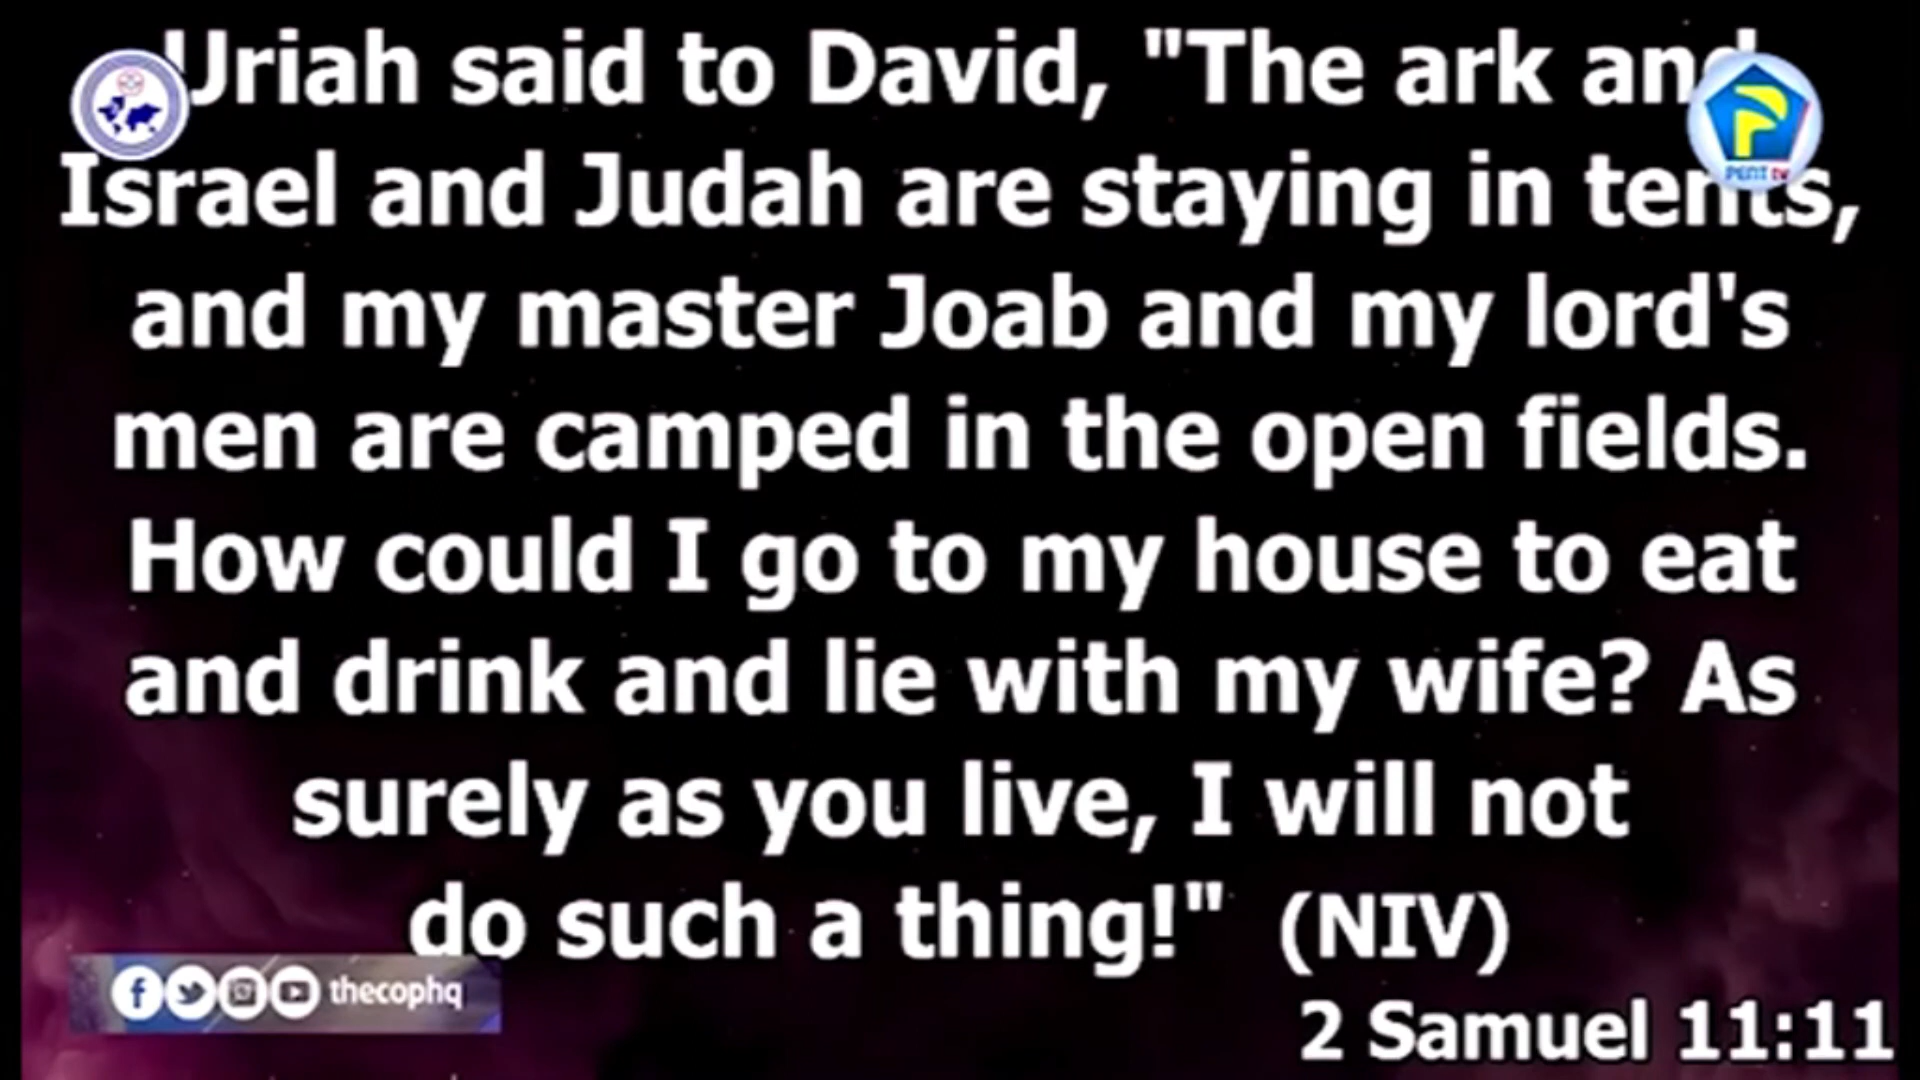 Uriah said to David, "The ark and
Israel and Judah are staying in tents,
and my master Joab and my lord's
men are camped in the open fields.
How could I go to my house to eat
and drink and lie with my wife? As
surely as you live, I will not
do such a thing!" (NIV)
2 Samuel 11:11
PENT tv
thecophq